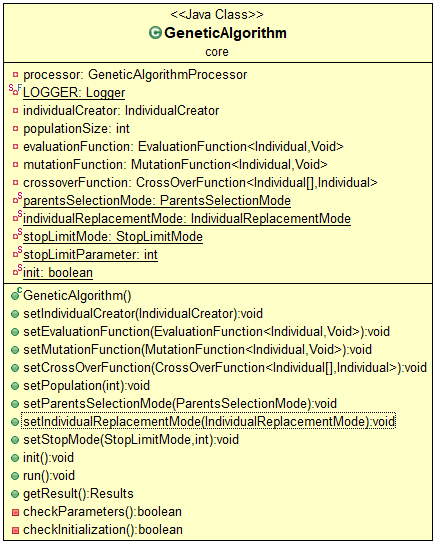 <<Java Class>>
GeneticAlgorithm
core
processor: GeneticAlgorithmProcessor
LOGGER: Logger
individualCreator: IndividualCreator
populationSize: int
evaluationFunction: EvaluationFunction<Individual,Void>
mutationFunction: MutationFunction<Individual,Void>
crossoverFunction: CrossOverFunction<Individual[],Individual>
parentsSelectionMode: ParentsSelectionMode
individualReplacementMode: IndividualReplacementMode
stopLimitMode: StopLimitMode
stopLimitParameter: int
init: boolean
GeneticAlgorithm()
setIndividualCreator(IndividualCreator):void
setEvaluationFunction(EvaluationFunction<Individual,Void>):void
setMutationFunction(MutationFunction<Individual,Void>):void
setCrossOverFunction(CrossOverFunction<Individual[],Individual>):void
setPopulation(int):void
setParentsSelectionMode(ParentsSelectionMode):void
setIndividualReplacementMode(IndividualReplacementMode):void
setStopMode(StopLimitMode,int):void
init():void
run():void
getResult():Results
checkParameters():boolean
checkInitialization():boolean